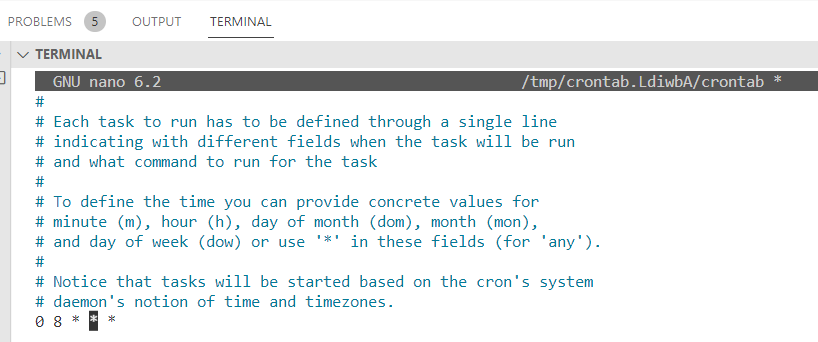 PROBLEMS 5 OUTPUT TERMINAL
TERMINAL
GNU nano 6.2 /tmp/crontab.LdiwbA/crontab *
#
# Each task to run has to be defined through a single line
# indicating with different fields when the task will be run
# and what command to run for the task
#
# To define the time you can provide concrete values for
# minute (m), hour (h), day of month (dom), month (mon),
# and day of week (dow) or use '*' in these fields (for 'any').
#
# Notice that tasks will be started based on the cron's system
# daemon's notion of time and timezones.
0 8 * * *